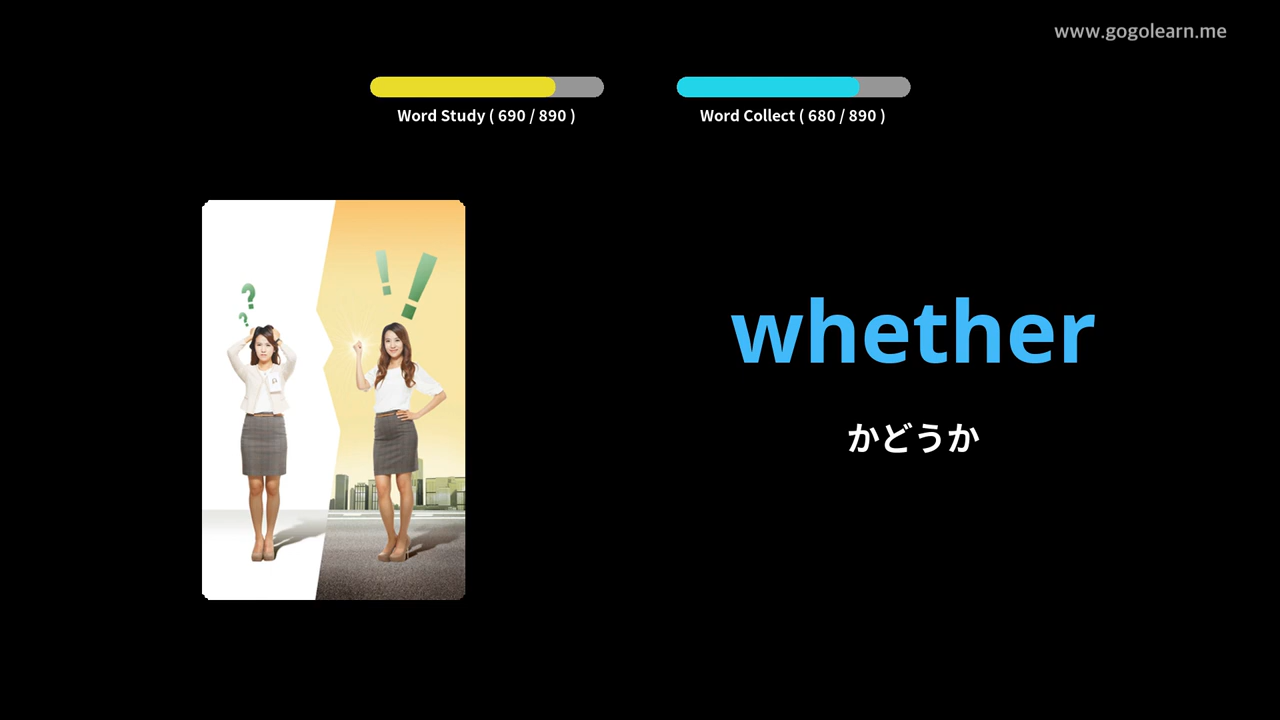 www.gogolearn.me
Word Study ( 690 / 890 )
Word Collect ( 680 / 890 )
? ?
! !
whether
かどうか